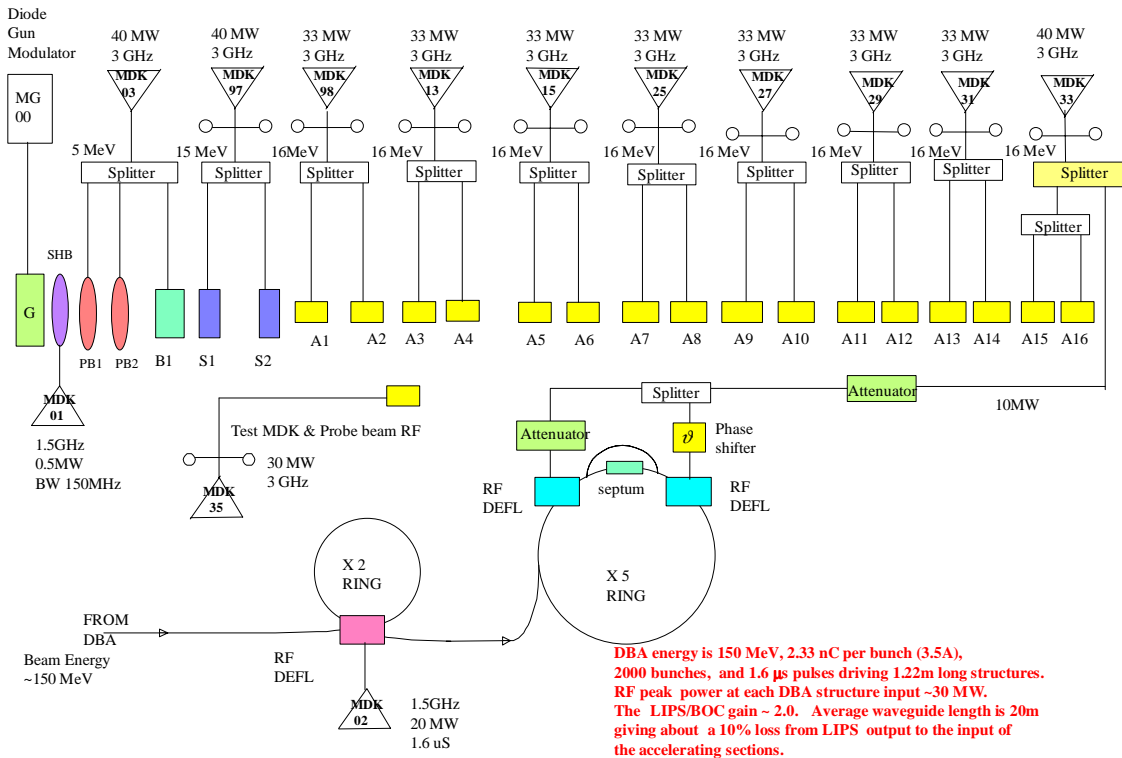 Diode
Gun
Modulator
40 MW
3 GHz
40 MW
3 GHz
33 MW
3 GHz
33 MW
3 GHz
33 MW
3 GHz
33 MW
3 GHz
33 MW
3 GHz
33 MW
3 GHz
33 MW
3 GHz
40 MW
3 GHz
MG
00
MDK
03
MDK
97
MDK
98
MDK
13
MDK
15
MDK
25
MDK
27
MDK
29
MDK
31
MDK
33
5 MeV
15 MeV
16MeV
16 MeV
16 MeV
16 MeV
16 MeV
16 MeV
16 MeV
16 MeV
Splitter
Splitter
Splitter
Splitter
Splitter
Splitter
Splitter
Splitter
Splitter
Splitter
Splitter
SHB
G
PB1
PB2
B1
S1
S2
A1
A2
A3
A4
A5
A6
A7
A8
A9
A10
A11
A12
A13
A14
A15
A16
MDK
01
1.5GHz
0.5MW
BW 150MHz
Test MDK & Probe beam RF
30 MW
3 GHz
MDK
35
Splitter
Attenuator
10MW
Attenuator
ϑ
Phase
shifter
RF
DEFL
septum
RF
DEFL
X 2
RING
X 5
RING
FROM
DBA
Beam Energy
~150 MeV
RF
DEFL
MDK
02
1.5GHz
20 MW
1.6 uS
DBA energy is 150 MeV, 2.33 nC per bunch (3.5A),
2000 bunches, and 1.6 μs pulses driving 1.22m long structures.
RF peak power at each DBA structure input ~30 MW.
The LIPS/BOC gain ~ 2.0. Average waveguide length is 20m
giving about a 10% loss from LIPS output to the input of
the accelerating sections.